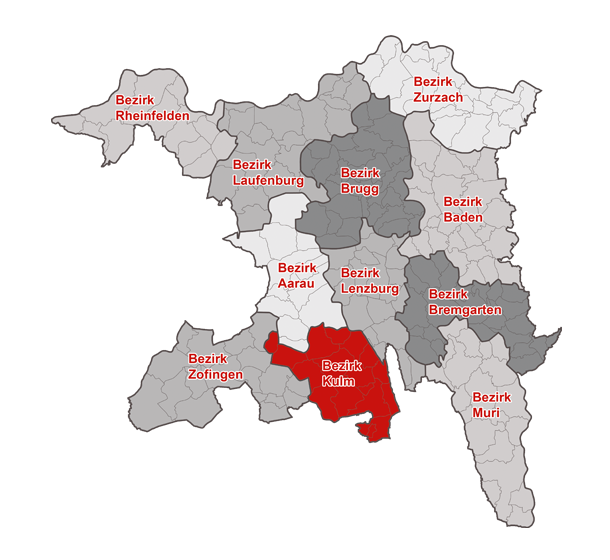 Bezirk
Zurzach
Bezirk
Rheinfelden
Bezirk
Laufenburg
Bezirk
Brugg
Bezirk
Baden
Bezirk
Aarau
Bezirk
Lenzburg
Bezirk
Bremgarten
Bezirk
Zofingen
Bezirk
Kulm
Bezirk
Muri